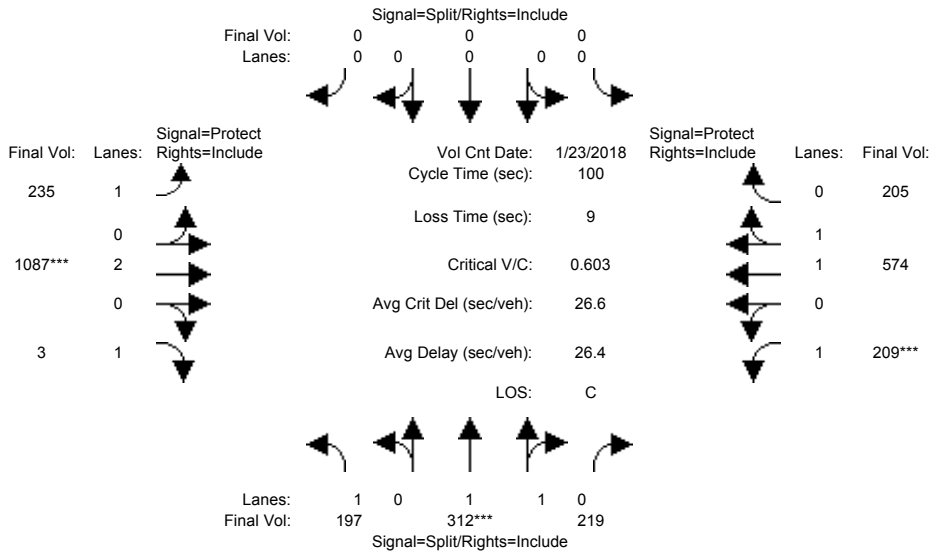 Signal=Split/Rights=Include
Final Vol: 0 0 0
Lanes: 0 0 0 0 0
Signal=Protect
Final Vol: Lanes: Rights=Include
Vol Cnt Date: 1/23/2018
Signal=Protect
Rights=Include Lanes: Final Vol:
Cycle Time (sec): 100
235 1
0 205
Loss Time (sec): 9
0
1
1087*** 2
Critical V/C: 0.603
1 574
0
Avg Crit Del (sec/veh): 26.6
0
3 1
Avg Delay (sec/veh): 26.4
1 209***
LOS: C
Lanes: 1 0 1 1 0
Final Vol: 197 312*** 219
Signal=Split/Rights=Include